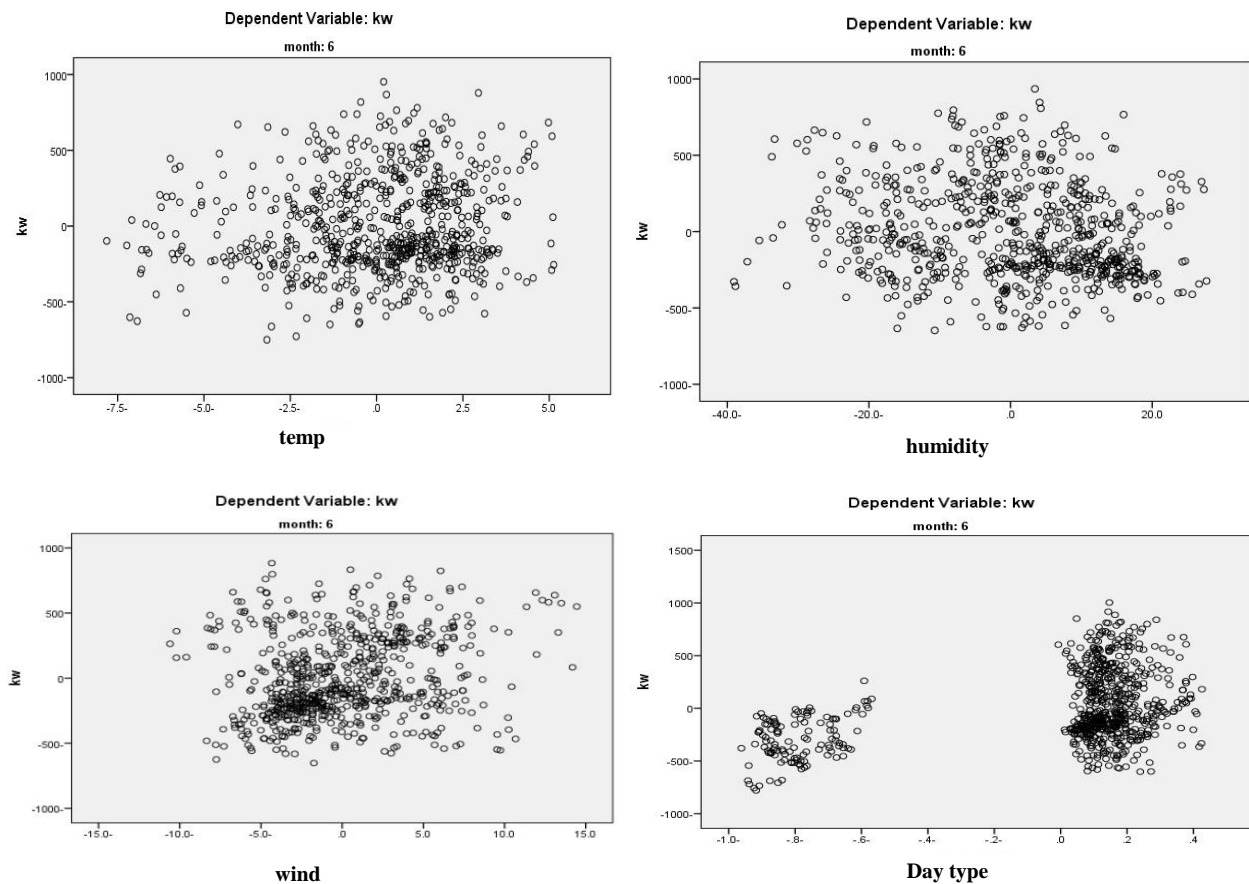 Dependent Variable: kw
month: 6
1000
500
0
-500-
-1000-
kw
-7.5-
-5.0-
-2.5-
.0
2.5
5.0
temp
Dependent Variable: kw
month: 6
1000
500
0
-500-
-1000-
kw
-40.0-
-20.0-
.0
20.0
humidity
Dependent Variable: kw
month: 6
1000
500
0
-500-
-1000-
kw
-15.0-
-10.0-
-5.0-
.0
5.0
10.0
15.0
wind
Dependent Variable: kw
month: 6
1500
1000
500
0
-500-
-1000-
kw
-1.0-
-.8-
-.6-
-.4-
-.2-
.0
.2
.4
Day type